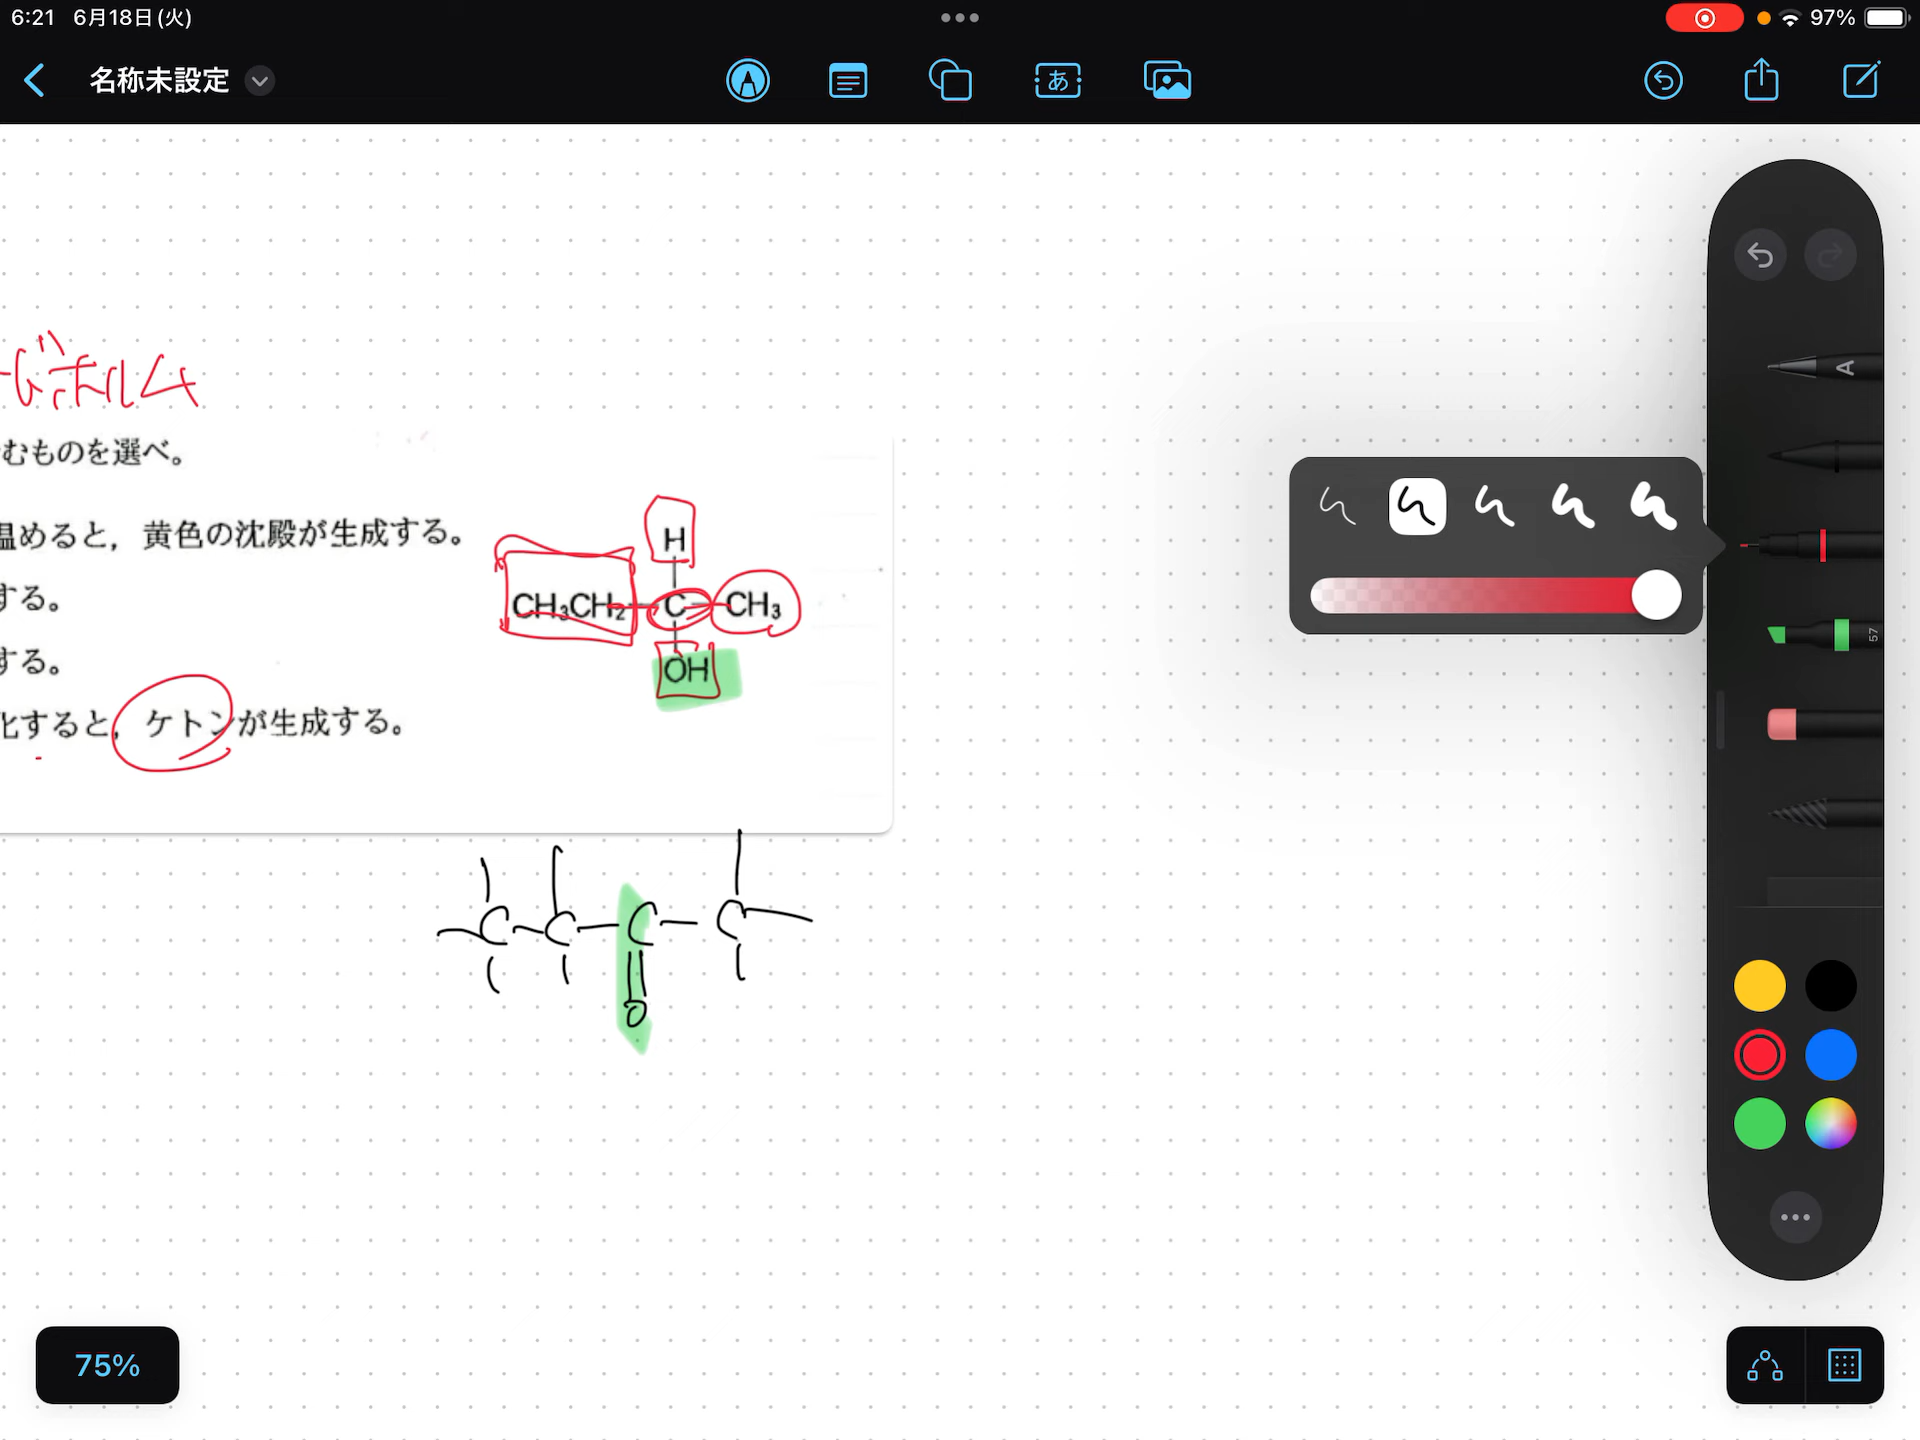 6:21 6月18日(火)
97%
名称未設定
あ
ドホルム
むものを選べ。
温めると，黄色の沈殿が生成する。
する。
する。
化すると，ケトンが生成する。
H
CH₃CH₂-C-CH₃
OH
C-C-C-C
O
A
57
75%